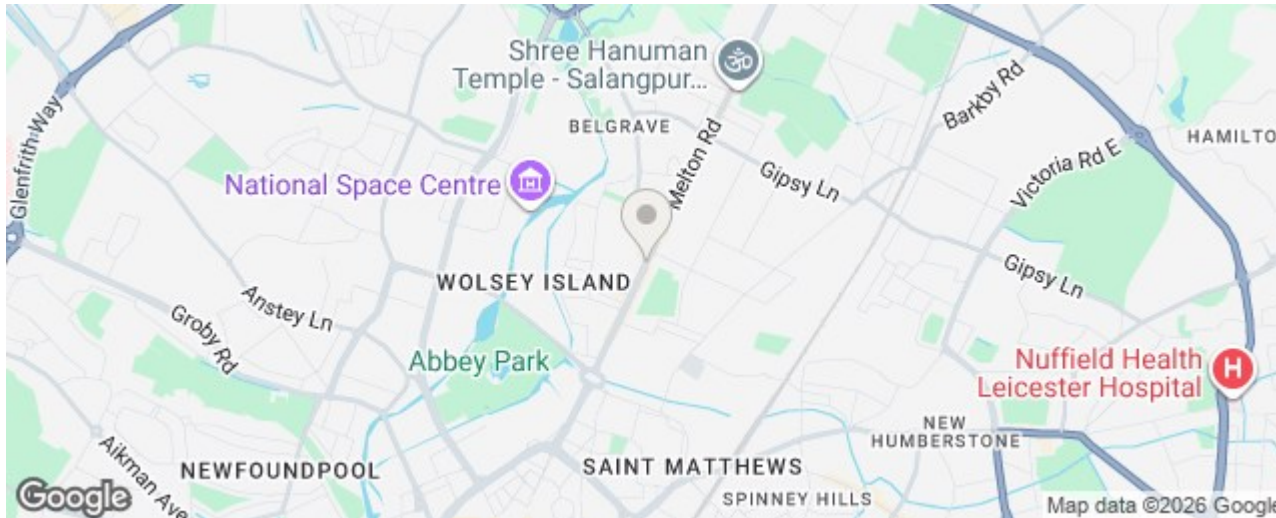 Shree Hanuman
Temple - Salangpur...
BELGRAVE
Melton Rd
Barkby Rd
HAMILTO
Glenfrith Way
National Space Centre
Gipsy Ln
Victoria Rd E
WOLSEY ISLAND
Gipsy Ln
Anstey Ln
Groby Rd
Abbey Park
Nuffield Health
Leicester Hospital
H
NEW
HUMBERSTONE
Aikman Ave
NEWFOUNDPOOL
SAINT MATTHEWS
SPINNEY HILLS
Google
Map data ©2026 Google